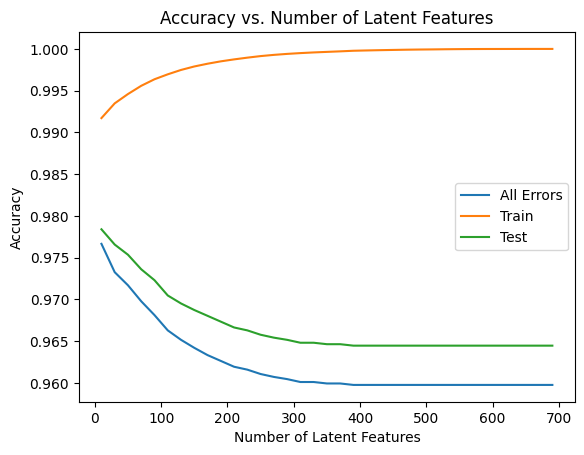 Accuracy vs. Number of Latent Features
1.000
0.995
0.990
0.985
0.980
0.975
0.970
0.965
0.960
Accuracy
All Errors
Train
Test
0 100 200 300 400 500 600 700
Number of Latent Features